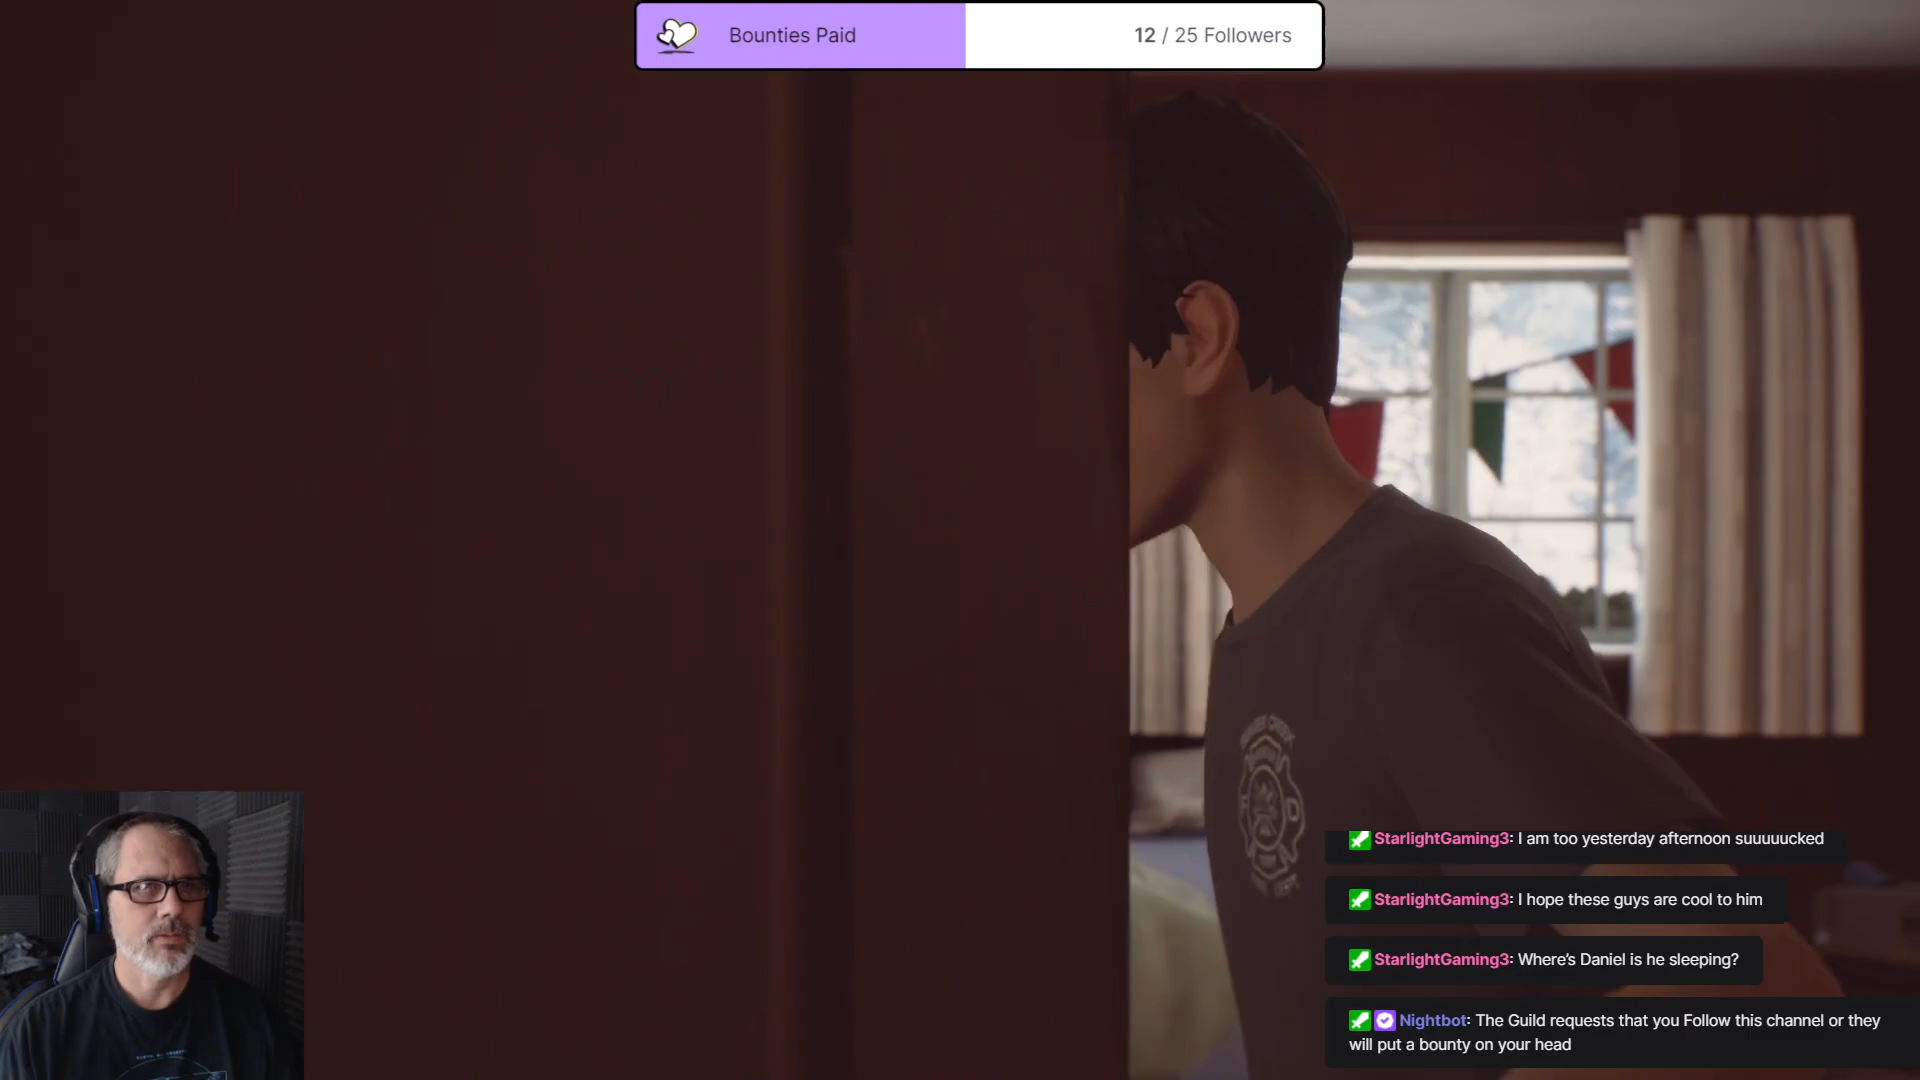 Bounties Paid
12 / 25 Followers
StarlightGaming3: I am too yesterday afternoon suuuuucked
StarlightGaming3: I hope these guys are cool to him
StarlightGaming3: Where's Daniel is he sleeping?
Nightbot: The Guild requests that you Follow this channel or they
will put a bounty on your head